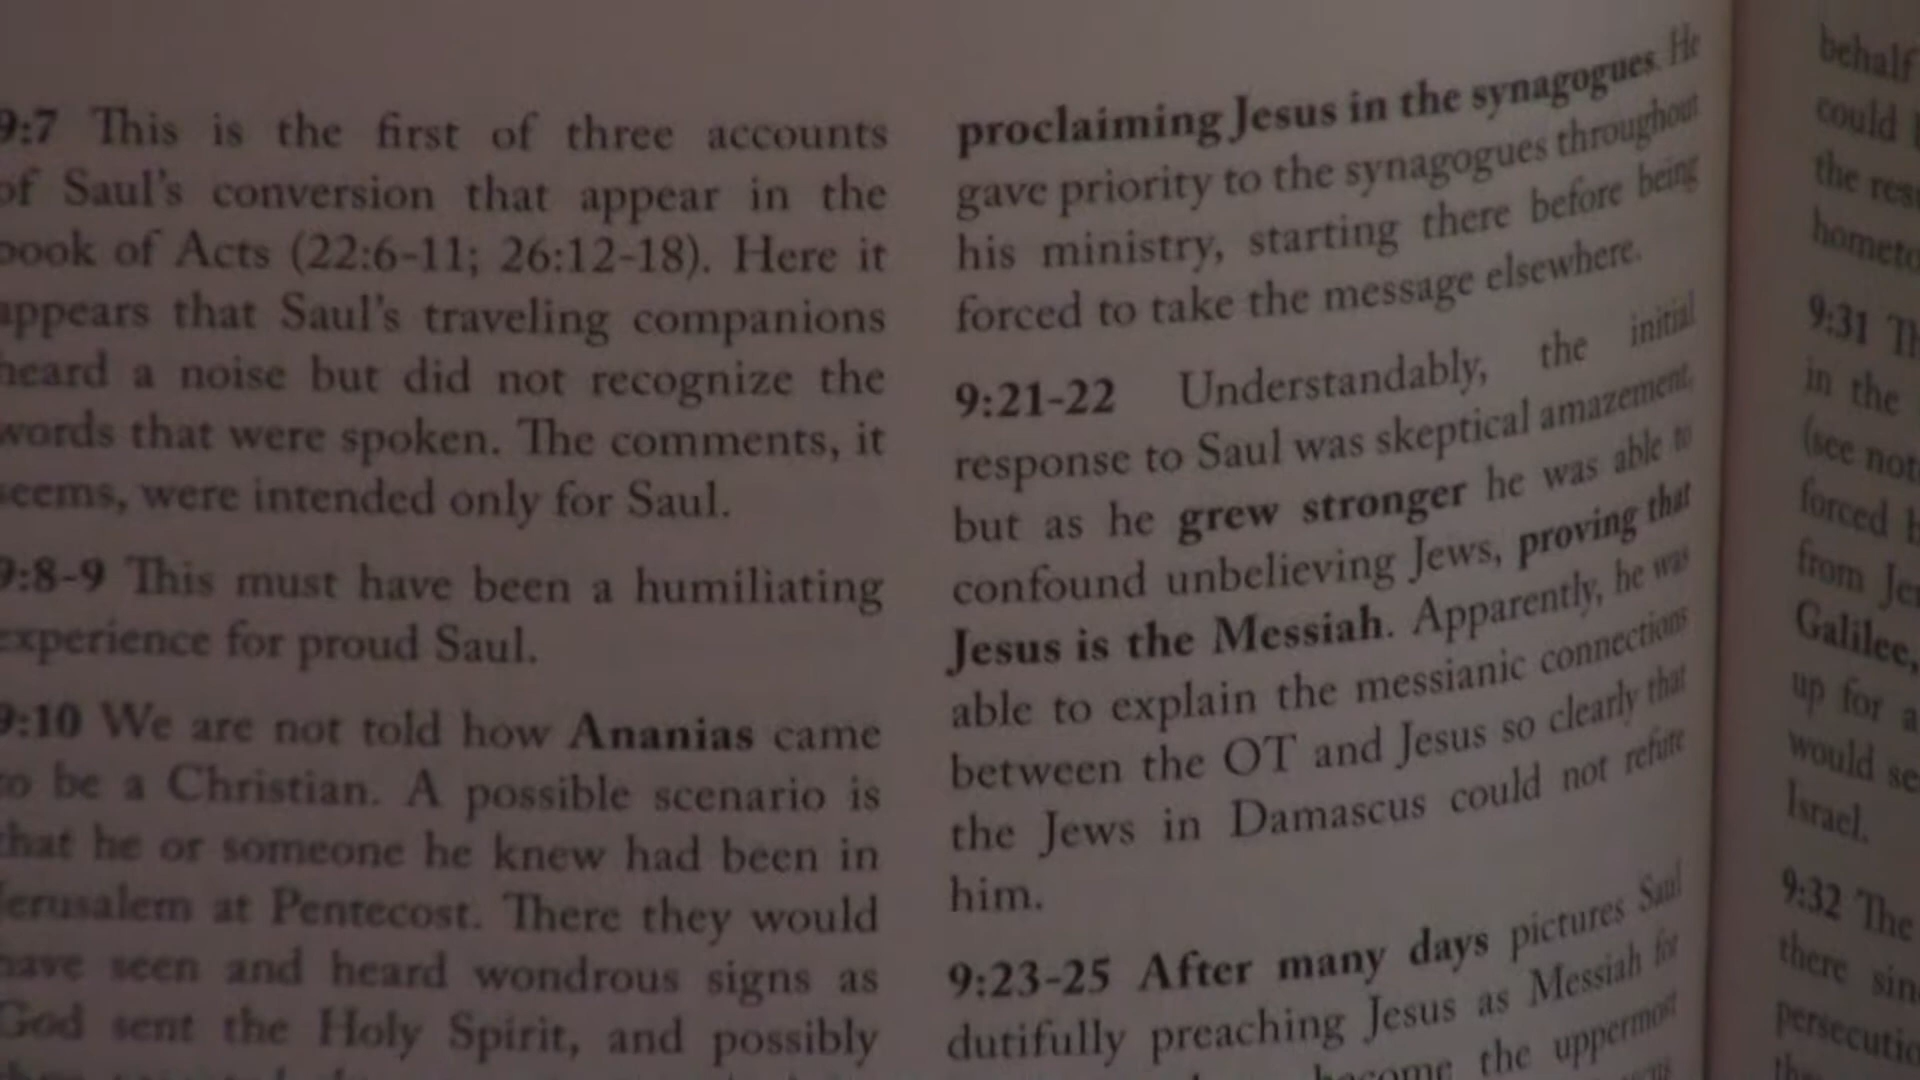 9:7 This is the first of three accounts
of Saul's conversion that appear in the
book of Acts (22:6-11; 26:12-18). Here it
appears that Saul's traveling companions
heard a noise but did not recognize the
words that were spoken. The comments, it
seems, were intended only for Saul.
9:8-9 This must have been a humiliating
experience for proud Saul.
9:10 We are not told how Ananias came
to be a Christian. A possible scenario is
that he or someone he knew had been in
Jerusalem at Pentecost. There they would
have seen and heard wondrous signs as
God sent the Holy Spirit, and possibly
proclaiming Jesus in the synagogues. He
gave priority to the synagogues throughout
his ministry, starting there before being
forced to take the message elsewhere.
9:21-22 Understandably, the initial
response to Saul was skeptical amazement,
but as he grew stronger he was able to
confound unbelieving Jews, proving that
Jesus is the Messiah. Apparently, he was
able to explain the messianic connections
between the OT and Jesus so clearly that
the Jews in Damascus could not refute
him.
9:23-25 After many days pictures Saul
dutifully preaching Jesus as Messiah for
become the uppermost
behalf
could
the
9:31
in the
(see
forced
from
Galilee,
up for a
would
Israel.
9:32 The
there